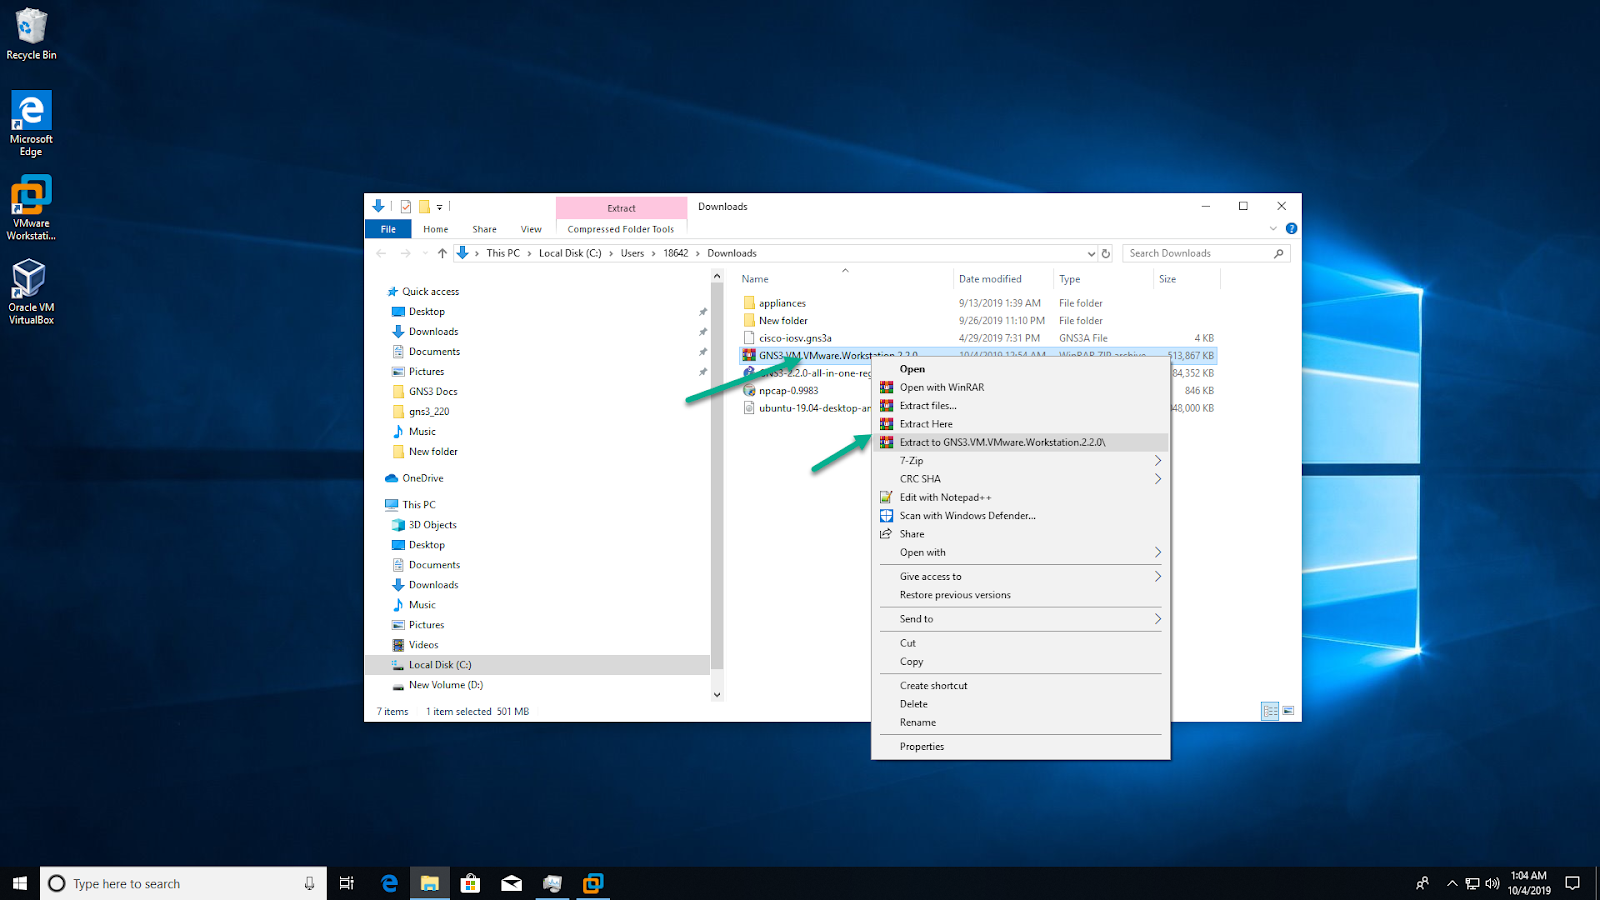 Recycle Bin
Microsoft
Edge
VMware
Workstati...
Oracle VM
VirtualBox
Extract
Downloads
File
Home
Share
View
Compressed Folder Tools
This PC
Local Disk (C:)
Users
18642
Downloads
Search Downloads
Name
Date modified
Type
Size
Quick access
Desktop
Downloads
Documents
Pictures
GNS3 Docs
gns3_220
Music
New folder
OneDrive
This PC
3D Objects
Desktop
Documents
Downloads
Music
Pictures
Videos
Local Disk (C:)
New Volume (D:)
appliances 9/13/2019 1:39 AM File folder
New folder 9/26/2019 11:10 PM File folder
cisco-iosv.gns3a 4/29/2019 7:31 PM GNS3A File 4 KB
GNS3.VM.VMware.Workstation.2.2.0 10/4/2019 12:54 AM WinRAR ZIP archive 513,867 KB
GNS3-2.2.0-all-in-one-reg 84,352 KB
npcap-0.9983 846 KB
ubuntu-19.04-desktop-am 48,000 KB
Open
Open with WinRAR
Extract files...
Extract Here
Extract to GNS3.VM.VMware.Workstation.2.2.0\
7-Zip
CRC SHA
Edit with Notepad++
Scan with Windows Defender...
Share
Open with
Give access to
Restore previous versions
Send to
Cut
Copy
Create shortcut
Delete
Rename
Properties
7 items 1 item selected 501 MB
Type here to search
1:04 AM
10/4/2019